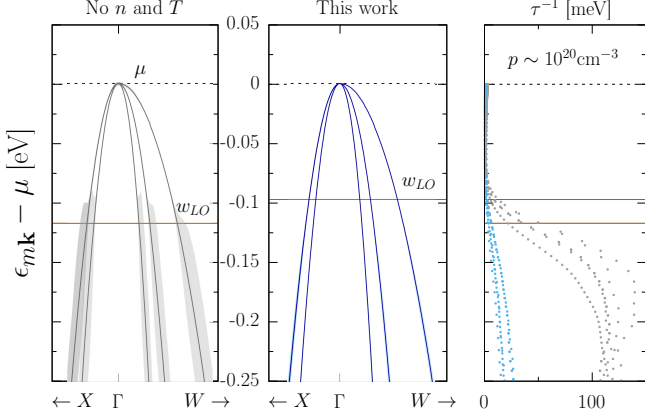 No n and T
This work
τ⁻¹ [meV]
0.05
μ
p ∼ 10²⁰cm⁻³
0
-0.05
ϵₘ𝐤 − μ [eV]
w_LO
w_LO
-0.1
-0.15
-0.2
-0.25
← X Γ W →
← X Γ W →
0 100